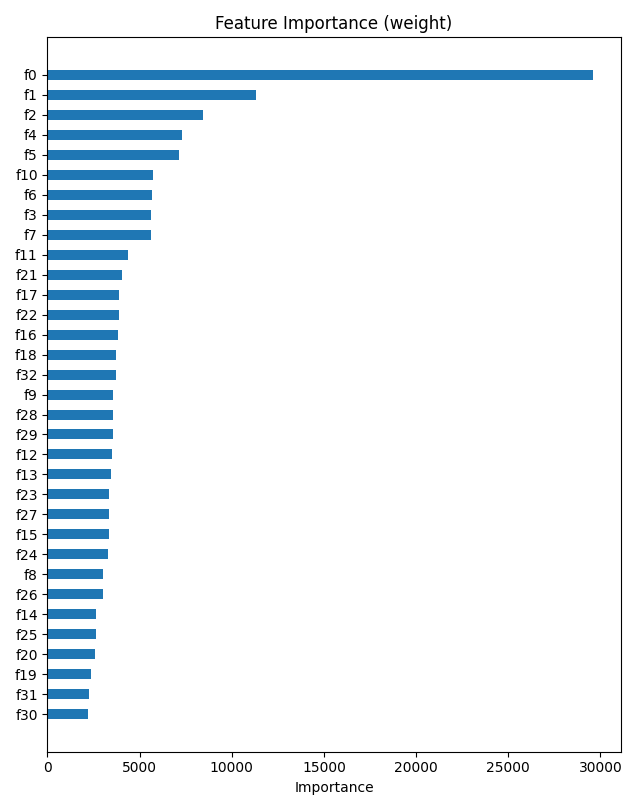 Feature Importance (weight)
f0
f1
f2
f4
f5
f10
f6
f3
f7
f11
f21
f17
f22
f16
f18
f32
f9
f28
f29
f12
f13
f23
f27
f15
f24
f8
f26
f14
f25
f20
f19
f31
f30
0 5000 10000 15000 20000 25000 30000
Importance